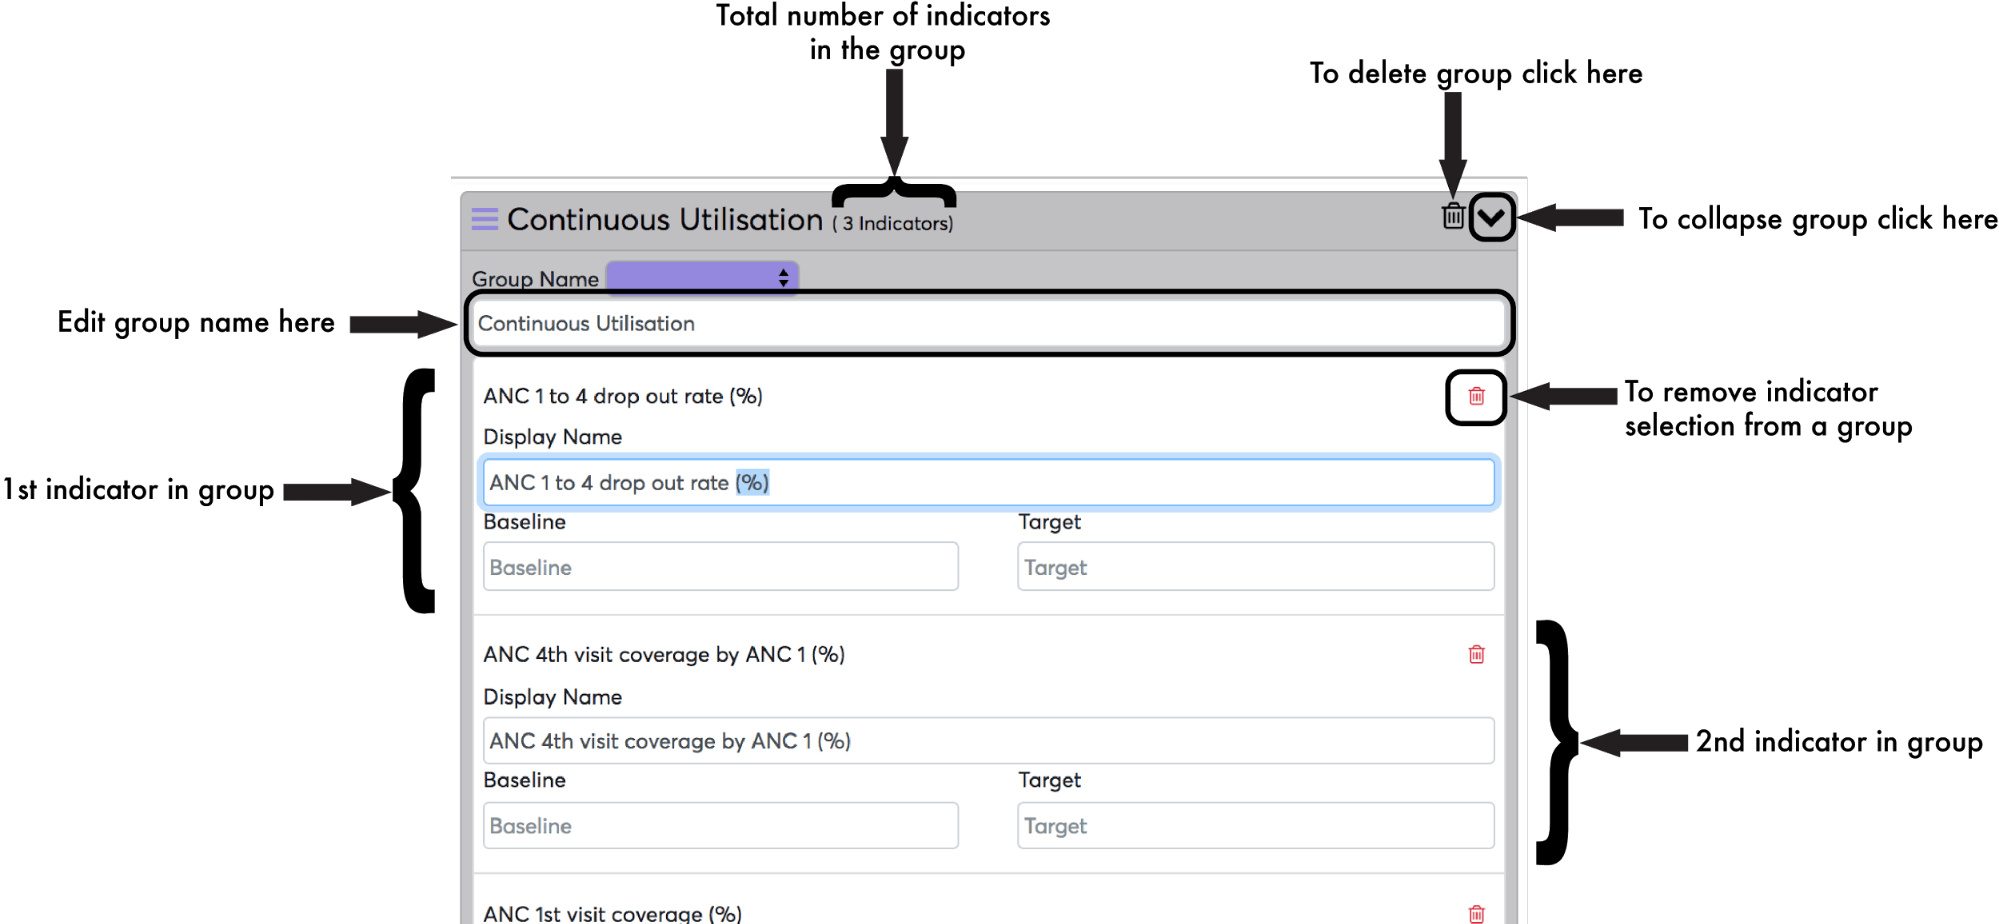 Total number of indicators
in the group
To delete group click here
Continuous Utilisation ( 3 Indicators)
To collapse group click here
Group Name
Edit group name here
Continuous Utilisation
ANC 1 to 4 drop out rate (%)
To remove indicator
selection from a group
Display Name
1st indicator in group
ANC 1 to 4 drop out rate (%)
Baseline Target
Baseline Target
ANC 4th visit coverage by ANC 1 (%)
Display Name
ANC 4th visit coverage by ANC 1 (%)
2nd indicator in group
Baseline Target
Baseline Target
ANC 1st visit coverage (%)